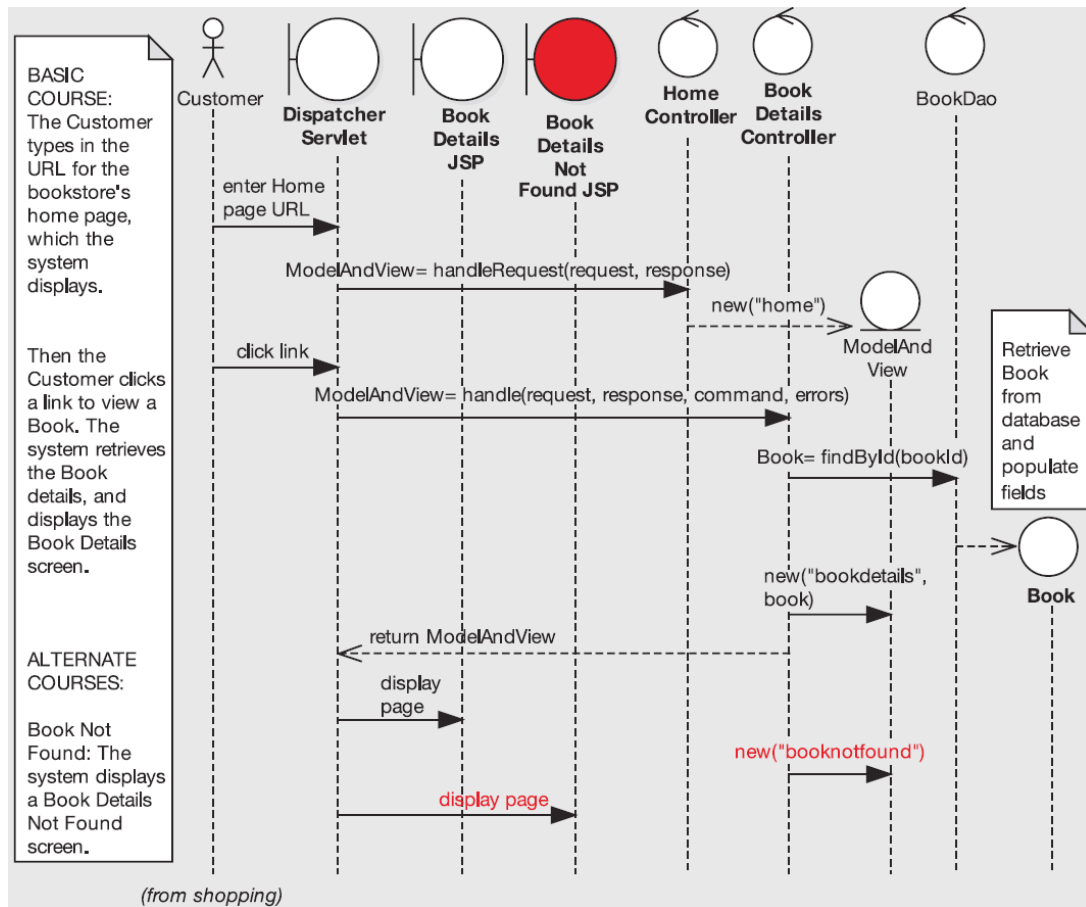 BASIC
COURSE:
The Customer
types in the
URL for the
bookstore's
home page,
which the
system
displays.
Then the
Customer clicks
a link to view a
Book. The
system retrieves
the Book
details, and
displays the
Book Details
screen.
ALTERNATE
COURSES:
Book Not
Found: The
system displays
a Book Details
Not Found
screen.
Customer
Dispatcher
Servlet
Book
Details
JSP
Book
Details
Not
Found JSP
Home
Controller
Book
Details
Controller
BookDao
enter Home
page URL
ModelAndView= handleRequest(request, response)
new("home")
ModelAnd
View
click link
ModelAndView= handle(request, response, command, errors)
Book= findById(bookId)
Retrieve
Book
from
database
and
populate
fields
Book
new("bookdetails",
book)
return ModelAndView
display
page
new("booknotfound")
display page
(from shopping)